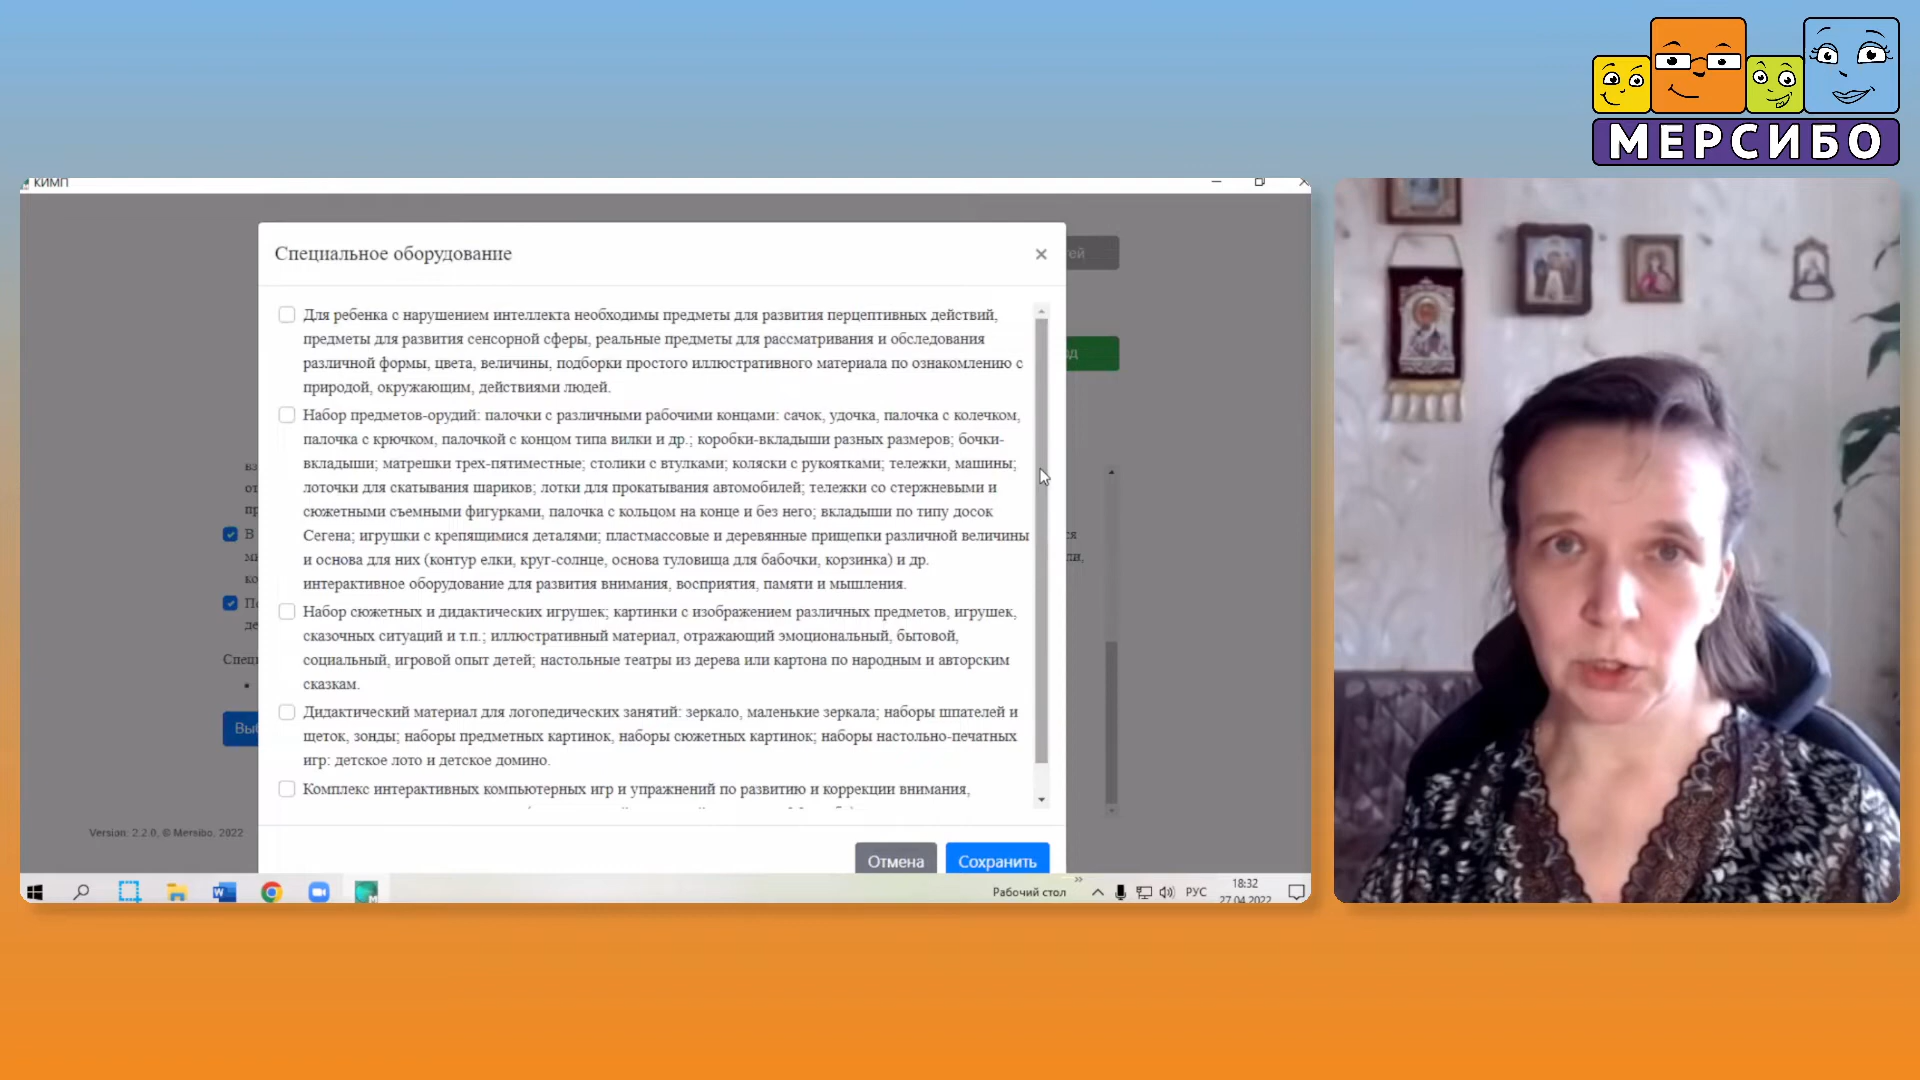 МЕРСИБО
КИМП
Специальное оборудование
×
Для ребенка с нарушением интеллекта необходимы предметы для развития перцептивных действий,
предметы для развития сенсорной сферы, реальные предметы для рассматривания и обследования
различной формы, цвета, величины, подборки простого иллюстративного материала по ознакомлению с
природой, окружающим, действиями людей.
Набор предметов-орудий: палочки с различными рабочими концами: сачок, удочка, палочка с колечком,
палочка с крючком, палочкой с концом типа вилки и др.; коробки-вкладыши разных размеров; бочки-
вкладыши; матрешки трех-пятиместные; столики с втулками; коляски с рукоятками; тележки, машины;
лоточки для скатывания шариков; лотки для прокатывания автомобилей; тележки со стержневыми и
сюжетными съемными фигурками, палочка с кольцом на конце и без него; вкладыши по типу досок
Сегена; игрушки с крепящимися деталями; пластмассовые и деревянные прищепки различной величины
и основа для них (контур елки, круг-солнце, основа туловища для бабочки, корзинка) и др.
интерактивное оборудование для развития внимания, восприятия, памяти и мышления.
Набор сюжетных и дидактических игрушек; картинки с изображением различных предметов, игрушек,
сказочных ситуаций и т.п.; иллюстративный материал, отражающий эмоциональный, бытовой,
социальный, игровой опыт детей; настольные театры из дерева или картона по народным и авторским
сказкам.
Дидактический материал для логопедических занятий: зеркало, маленькие зеркала; наборы шпателей и
щеток, зонды; наборы предметных картинок, наборы сюжетных картинок; наборы настольно-печатных
игр: детское лото и детское домино.
Комплекс интерактивных компьютерных игр и упражнений по развитию и коррекции внимания,
Отмена Сохранить
Version: 2.2.0, © Mersibo, 2022
Рабочий стол
РУС
18:32
27.04.2022